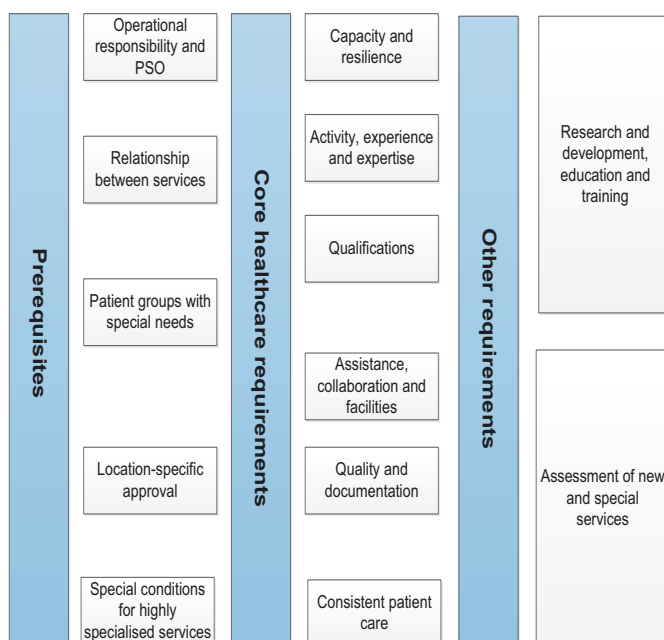 Prerequisites
Operational
responsibility and
PSO
Relationship
between services
Patient groups with
special needs
Location-specific
approval
Special conditions
for highly
specialised services
Core healthcare requirements
Capacity and
resilience
Activity, experience
and expertise
Qualifications
Assistance,
collaboration and
facilities
Quality and
documentation
Consistent patient
care
Other requirements
Research and
development,
education and
training
Assessment of new
and special
services